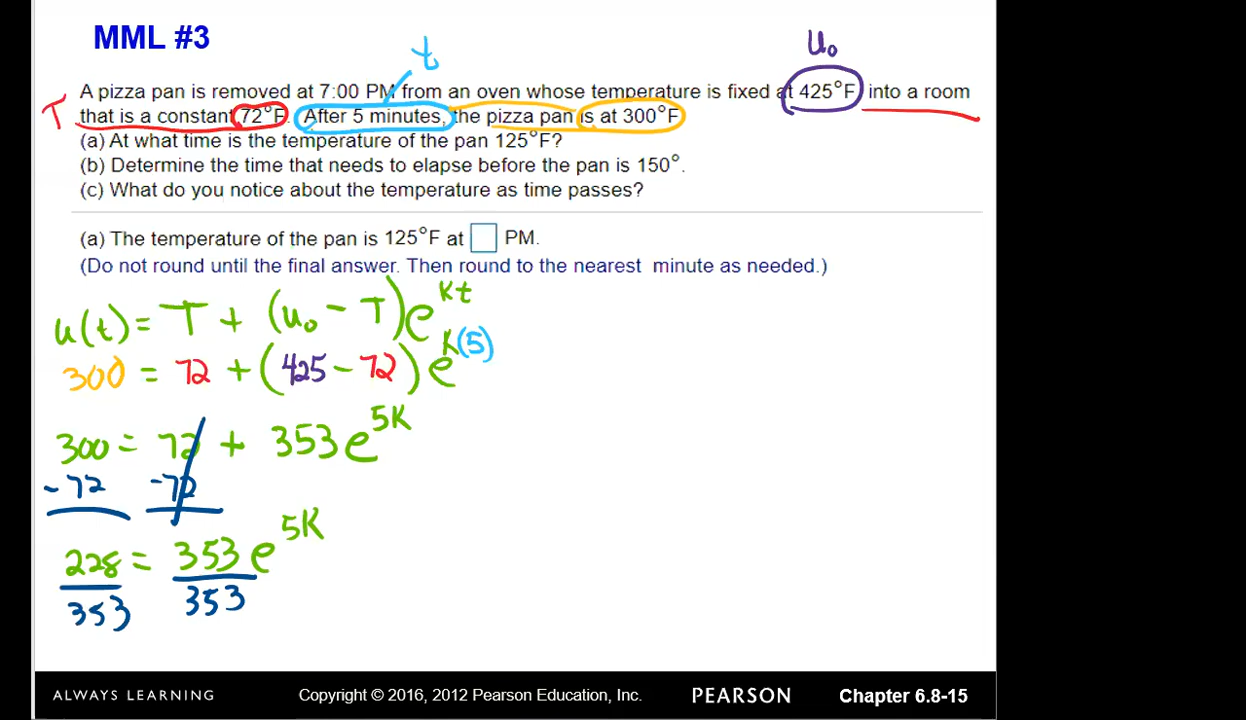 MML #3
t
u₀
A pizza pan is removed at 7:00 PM from an oven whose temperature is fixed at 425°F into a room
T
that is a constant 72°F. After 5 minutes, the pizza pan is at 300°F
(a) At what time is the temperature of the pan 125°F?
(b) Determine the time that needs to elapse before the pan is 150°.
(c) What do you notice about the temperature as time passes?
(a) The temperature of the pan is 125°F at PM.
(Do not round until the final answer. Then round to the nearest minute as needed.)
u(t) = T + (u₀ - T)e^kt
300 = 72 + (425 - 72)e^k(5)
300 = 72 + 353e^5K
-72 -72
228 = 353e^5K
353 353
ALWAYS LEARNING Copyright © 2016, 2012 Pearson Education, Inc. PEARSON Chapter 6.8-15